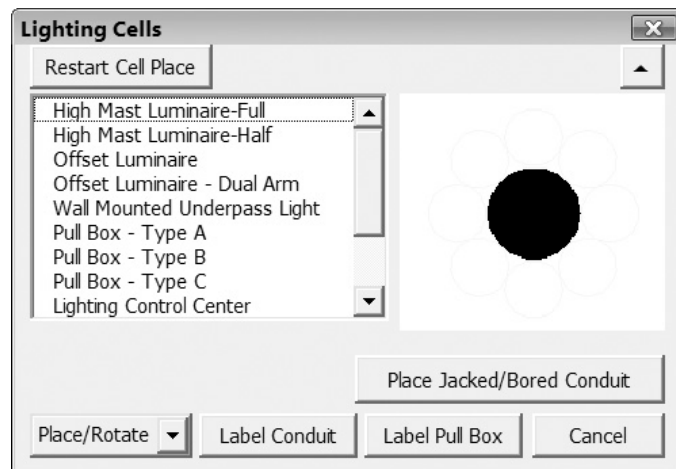 Lighting Cells
Restart Cell Place
High Mast Luminaire-Full
High Mast Luminaire-Half
Offset Luminaire
Offset Luminaire - Dual Arm
Wall Mounted Underpass Light
Pull Box - Type A
Pull Box - Type B
Pull Box - Type C
Lighting Control Center
Place Jacked/Bored Conduit
Place/Rotate
Label Conduit
Label Pull Box
Cancel